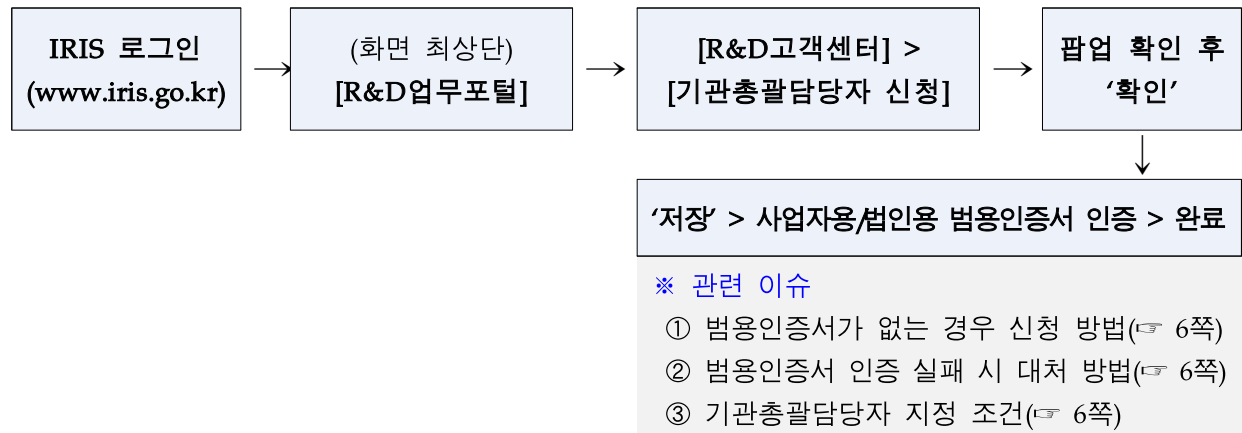 IRIS 로그인
(www.iris.go.kr)
(화면 최상단)
[R&D업무포털]
[R&D고객센터] >
[기관총괄담당자 신청]
팝업 확인 후
‘확인’
‘저장’ > 사업자용/법인용 범용인증서 인증 > 완료
※ 관련 이슈
① 범용인증서가 없는 경우 신청 방법(☞ 6쪽)
② 범용인증서 인증 실패 시 대처 방법(☞ 6쪽)
③ 기관총괄담당자 지정 조건(☞ 6쪽)